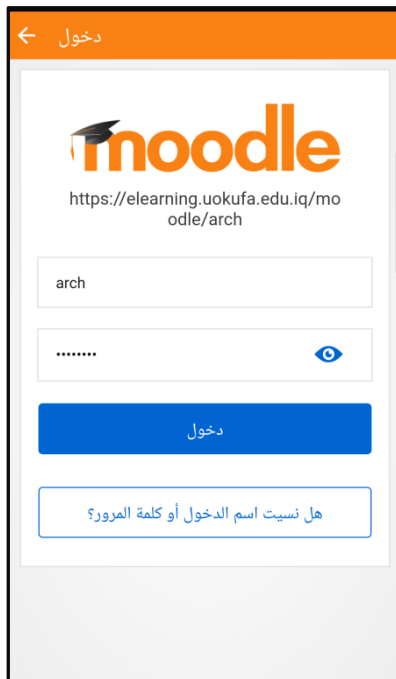 دخول
moodle
https://elearning.uokufa.edu.iq/mo
odle/arch
arch
••••••••
دخول
هل نسيت اسم الدخول أو كلمة المرور؟